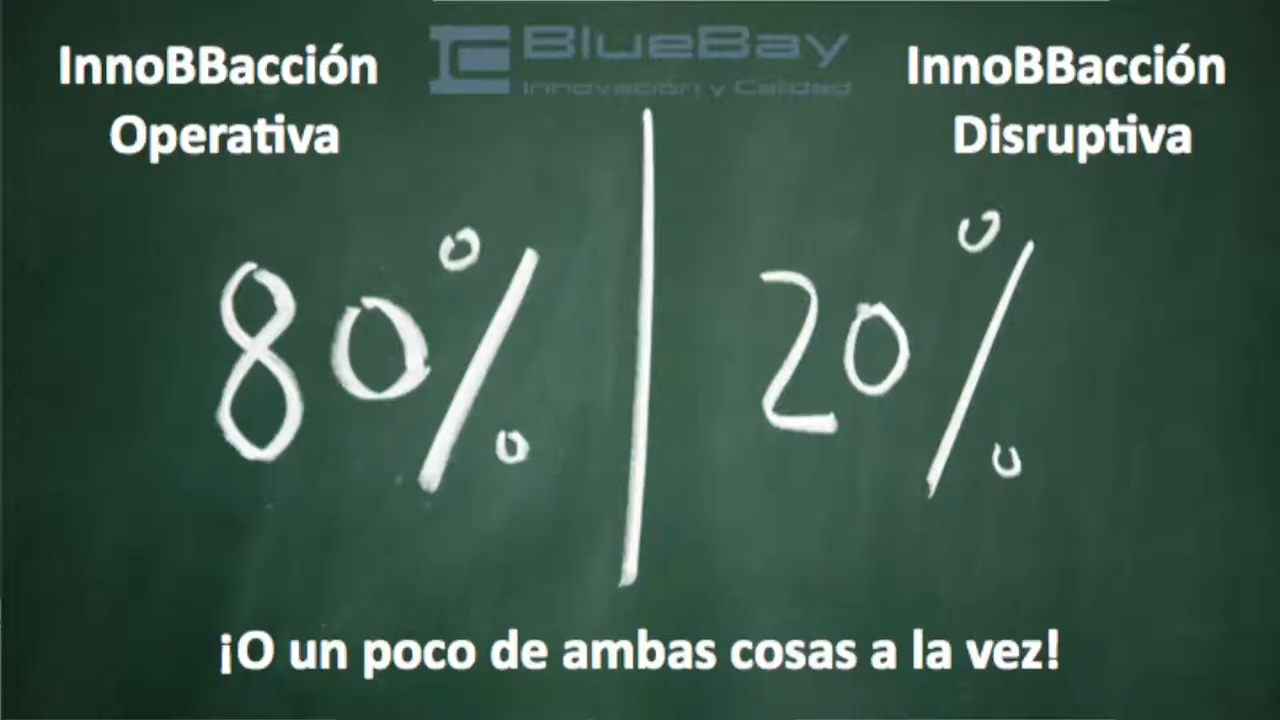 BlueBay
Innovación y Calidad
InnoBBacción
Operativa
80%
InnoBBacción
Disruptiva
20%
¡O un poco de ambas cosas a la vez!